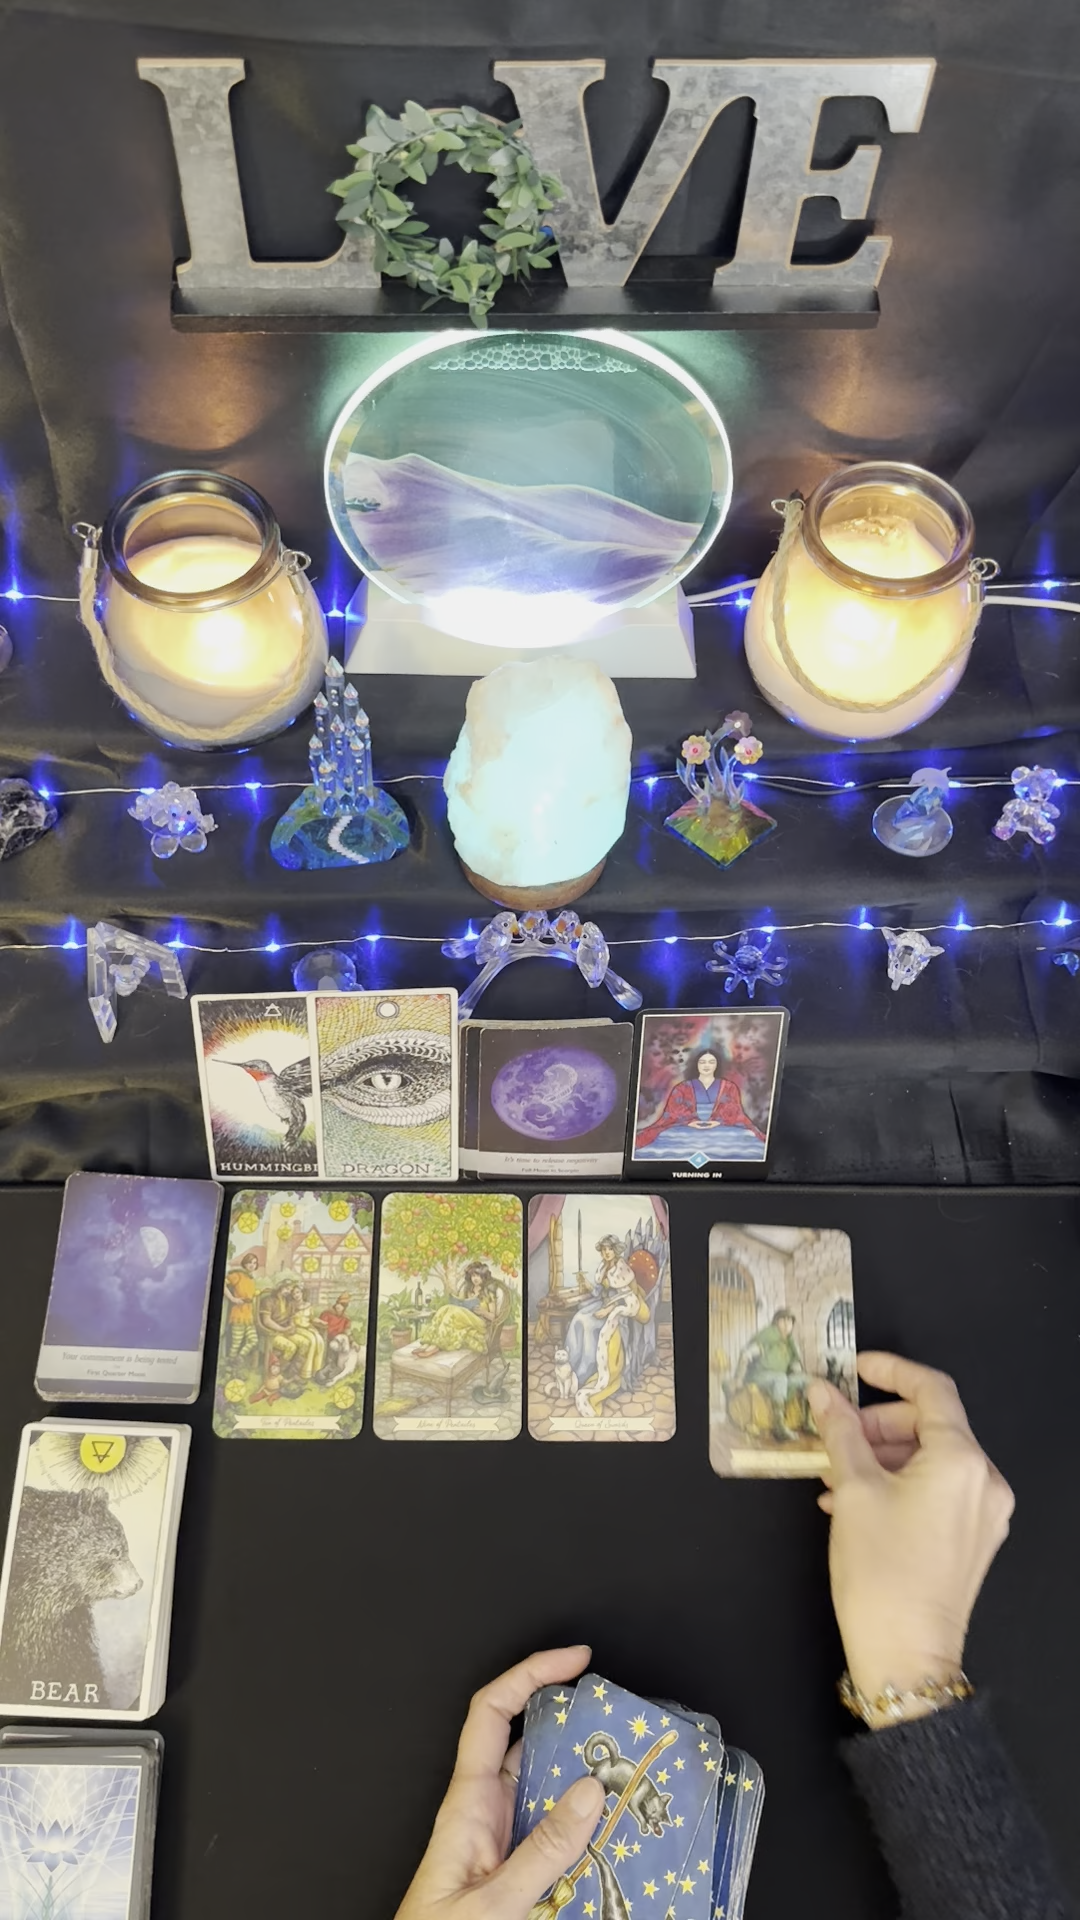 LOVE
HUMMINGBI
DRAGON
It's time to release negativity
Full Moon in Scorpio
4
TURNING IN
Your commitment is being tested
First Quarter Moon
Ten of Pentacles
Nine of Pentacles
Queen of Swords
BEAR